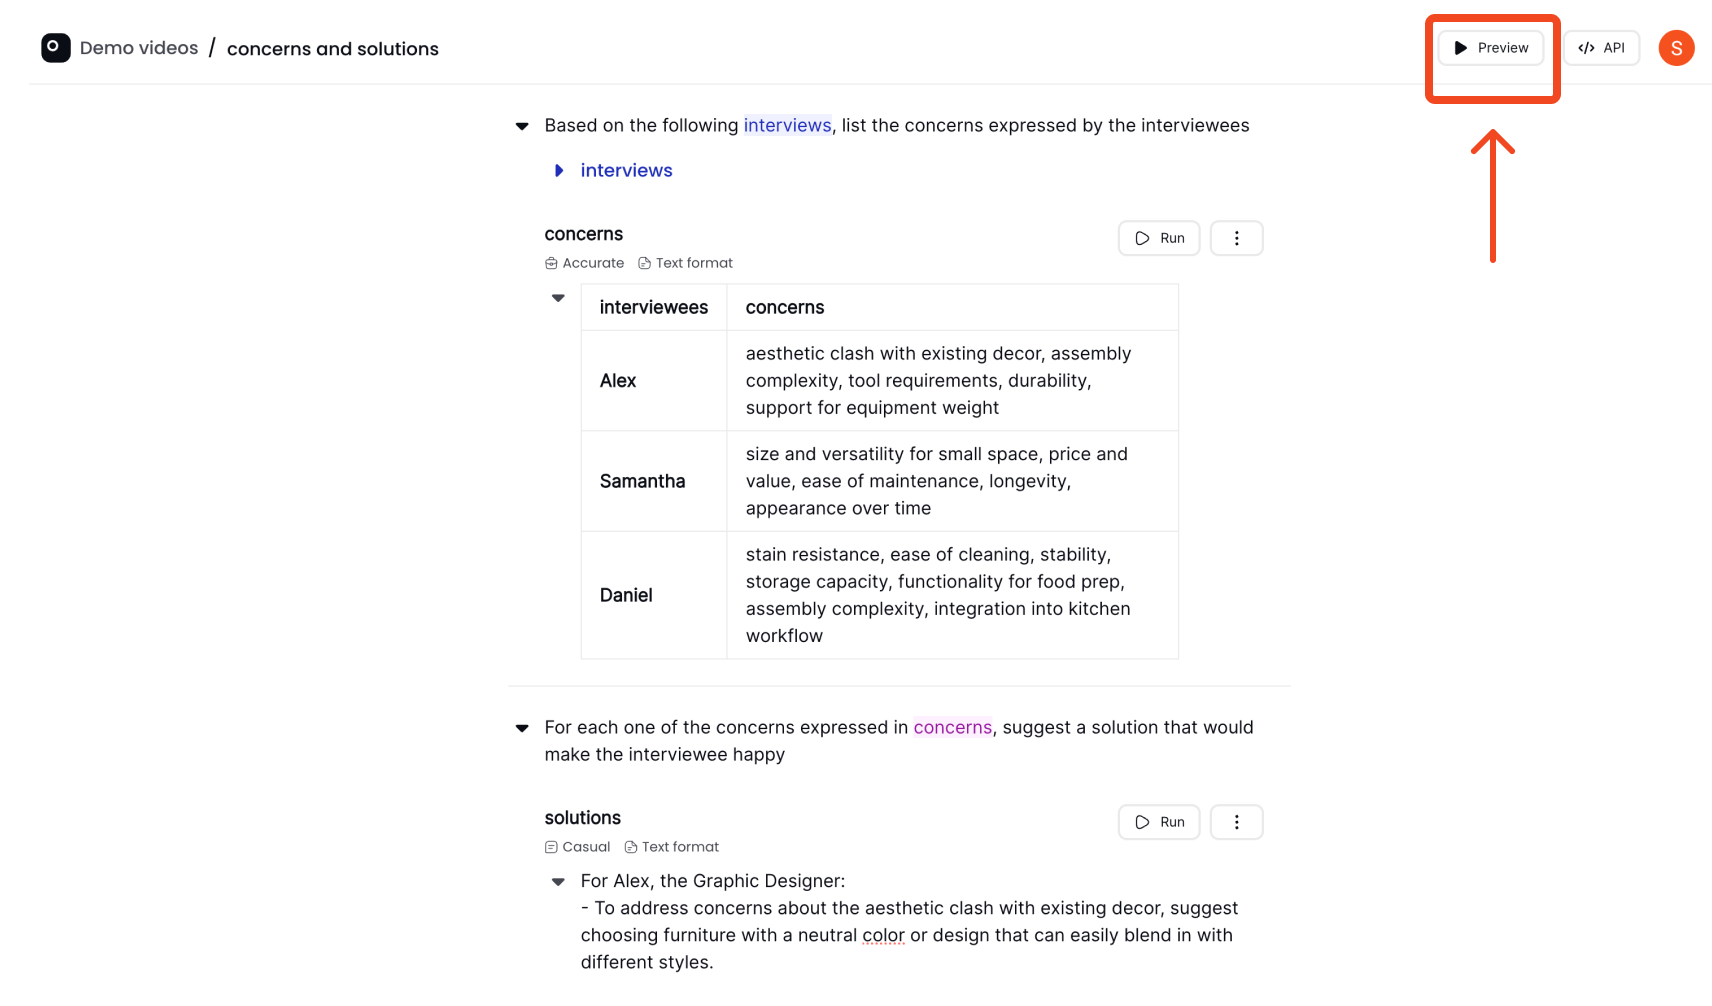 Demo videos / concerns and solutions
Preview
</> API
S
Based on the following interviews, list the concerns expressed by the interviewees
interviews
concerns
Run
Accurate Text format
interviewees concerns
Alex
aesthetic clash with existing decor, assembly
complexity, tool requirements, durability,
support for equipment weight
Samantha
size and versatility for small space, price and
value, ease of maintenance, longevity,
appearance over time
Daniel
stain resistance, ease of cleaning, stability,
storage capacity, functionality for food prep,
assembly complexity, integration into kitchen
workflow
For each one of the concerns expressed in concerns, suggest a solution that would
make the interviewee happy
solutions
Run
Casual Text format
For Alex, the Graphic Designer:
- To address concerns about the aesthetic clash with existing decor, suggest
choosing furniture with a neutral color or design that can easily blend in with
different styles.